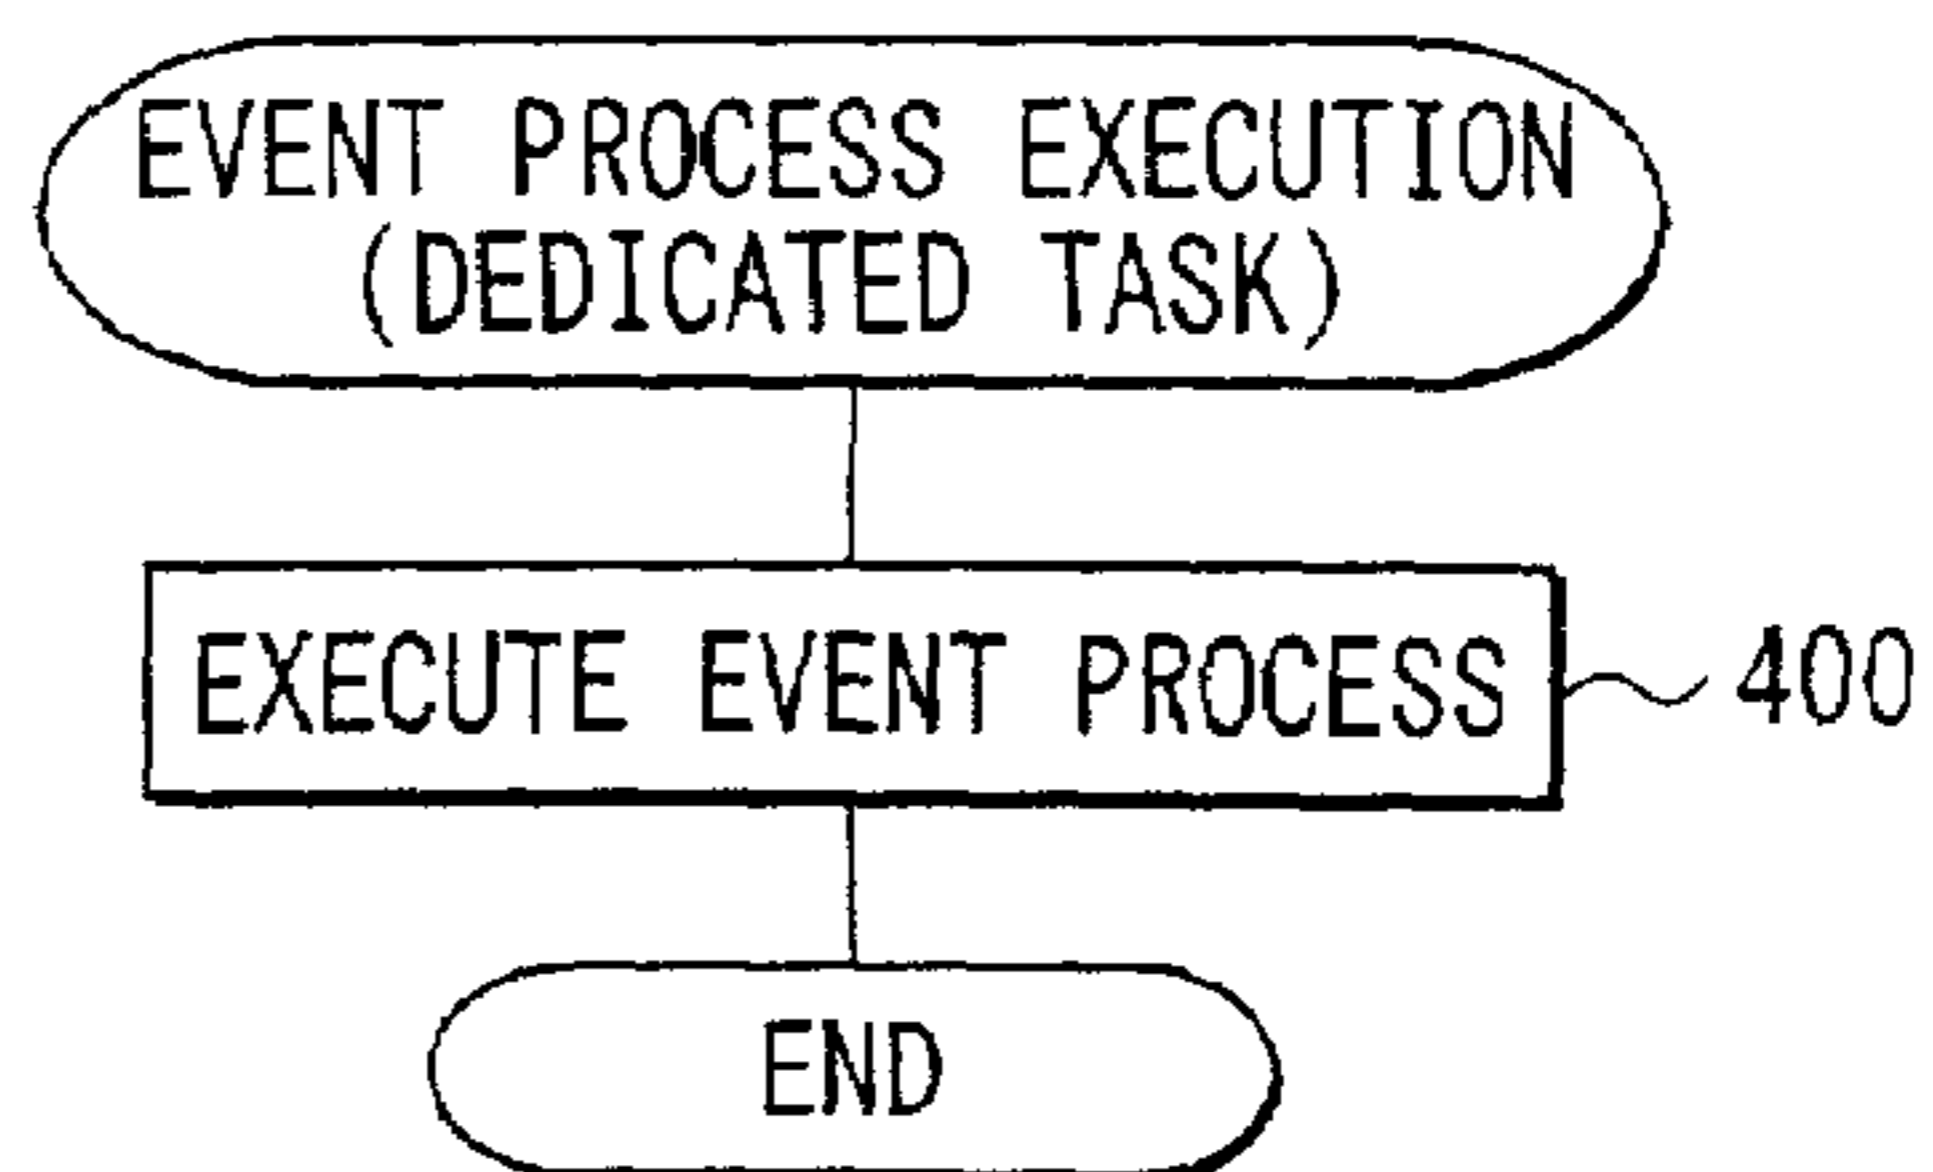 EVENT PROCESS EXECUTION
(DEDICATED TASK)
EXECUTE EVENT PROCESS
400
END